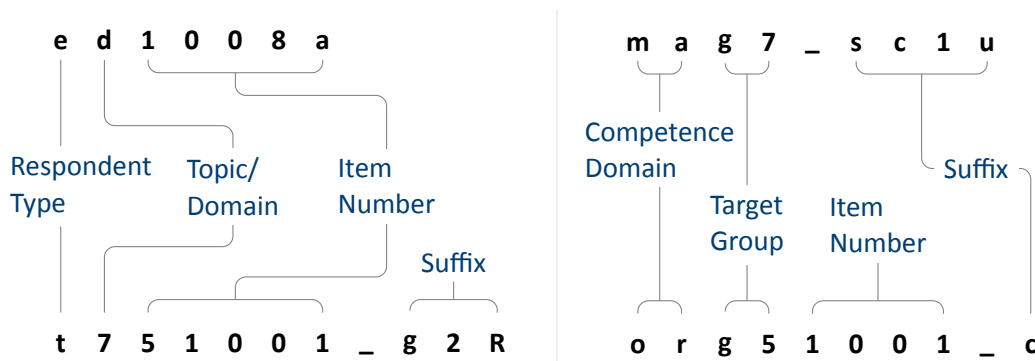 e d 1 0 0 8 a
Respondent Type
Topic/ Domain
Item Number
Suffix
t 7 5 1 0 0 1 _ g 2 R
m a g 7 _ s c 1 u
Competence Domain
Target Group
Item Number
Suffix
o r g 5 1 0 0 1 _ c